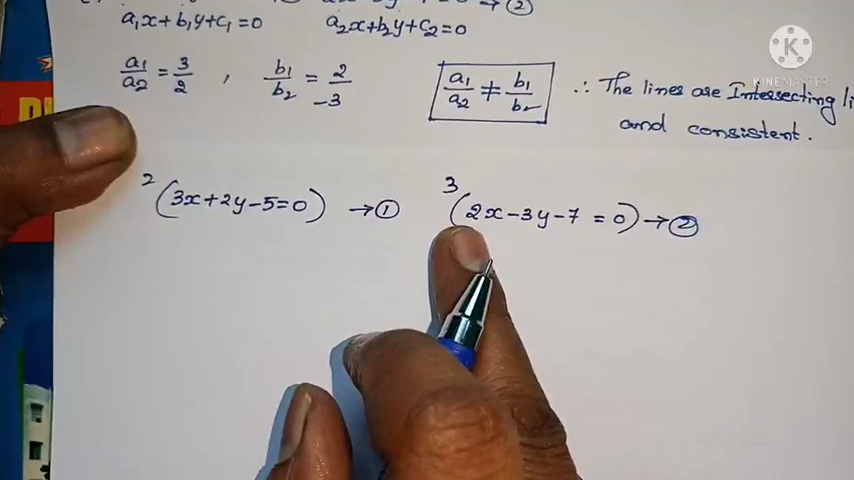 →②
a₁x+b₁y+c₁=0 a₂x+b₂y+c₂=0
a₁/a₂ = 3/2 , b₁/b₂ = 2/-3 a₁/a₂ ≠ b₁/b₂ ∴ The lines are Intersecting
and consistent.
2(3x+2y-5=0) →① 3(2x-3y-7=0) →②
KINEMASTER